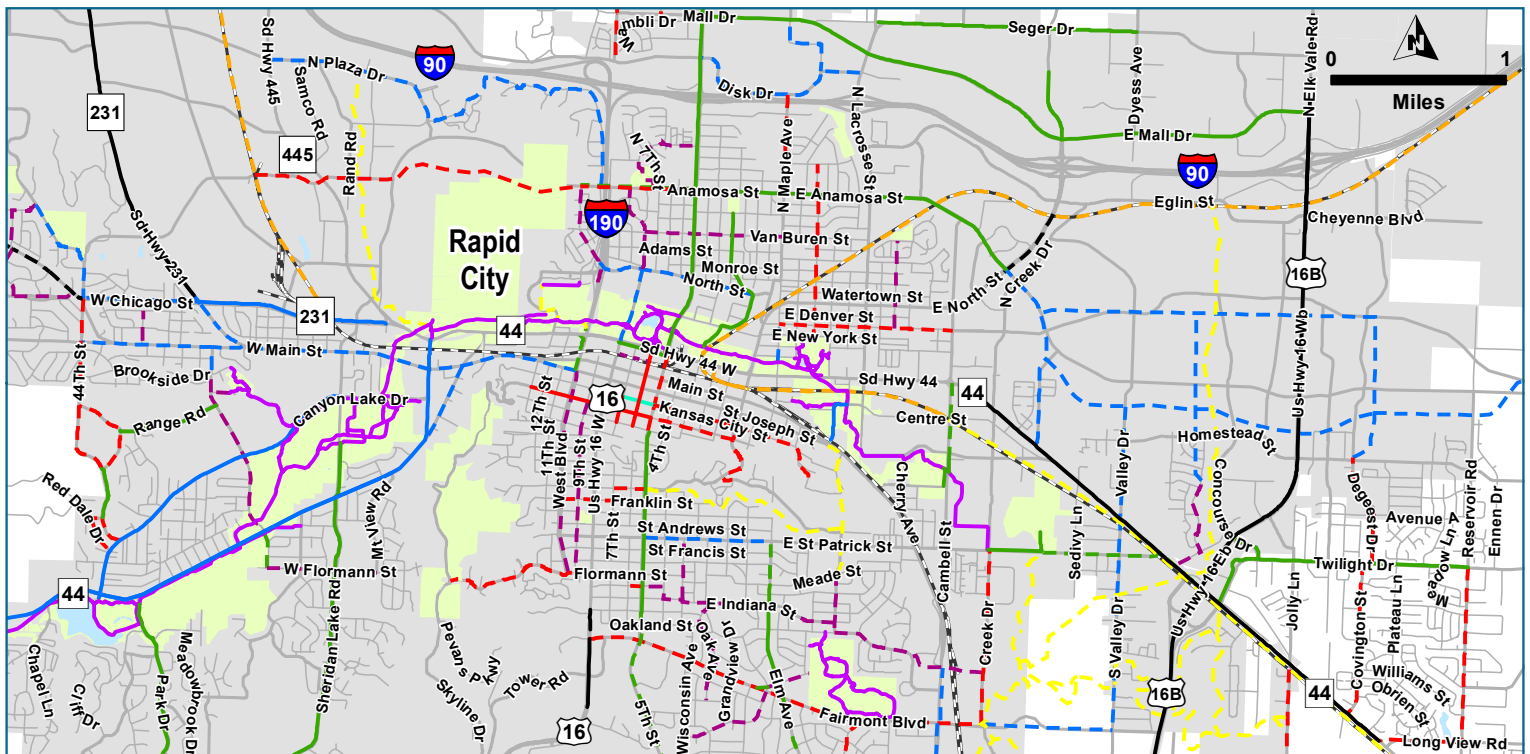 Wambli Dr
Mall Dr
Seger Dr
Sd Hwy 445
N Plaza Dr
90
Samco Rd
Disk Dr
Dyess Ave
N Elk Vale Rd
N
0
1
Miles
231
Rand Rd
445
N 7Th St
N Maple Ave
N Lacrosse St
E Mall Dr
90
Anamosa St
E Anamosa St
Eglin St
Cheyenne Blvd
Sd Hwy 231
190
Rapid
City
Adams St
Van Buren St
Monroe St
North St
Watertown St
E North St
N Creek Dr
16B
W Chicago St
231
44
E Denver St
E New York St
Us Hwy 16 Wb
W Main St
44Th St
Brookside Dr
Sd Hwy 44 W
Sd Hwy 44
44
Range Rd
Canyon Lake Dr
12Th St
11Th St
West Blvd
9Th St
Us Hwy 16 W
16
Main St
St Joseph St
Kansas City St
4Th St
Centre St
Homestead St
Red Dale Dr
Mt View Rd
Franklin St
7Th St
St Andrews St
St Francis St
E St Patrick St
Cherry Ave
Cambell St
Sedivy Ln
Valley Dr
Concourse Dr
Degeest Dr
Avenue A
Reservoir Rd
Ennen Dr
Meadow Ln
W Flormann St
Flormann St
Meade St
Us Hwy 16 Eb
Twilight Dr
44
Sheridan Lake Rd
E Indiana St
Oakland St
Oak Ave
Grandview Dr
Wisconsin Ave
Creek Dr
S Valley Dr
Jolly Ln
Covington St
Plateau Ln
Chapel Ln
Cliff Dr
Park Dr
Meadowbrook Dr
Pevans Pkwy
Skyline Dr
Tower Rd
16
5Th St
Elm Ave
Fairmont Blvd
16B
44
Williams St
Obrien St
Long View Rd